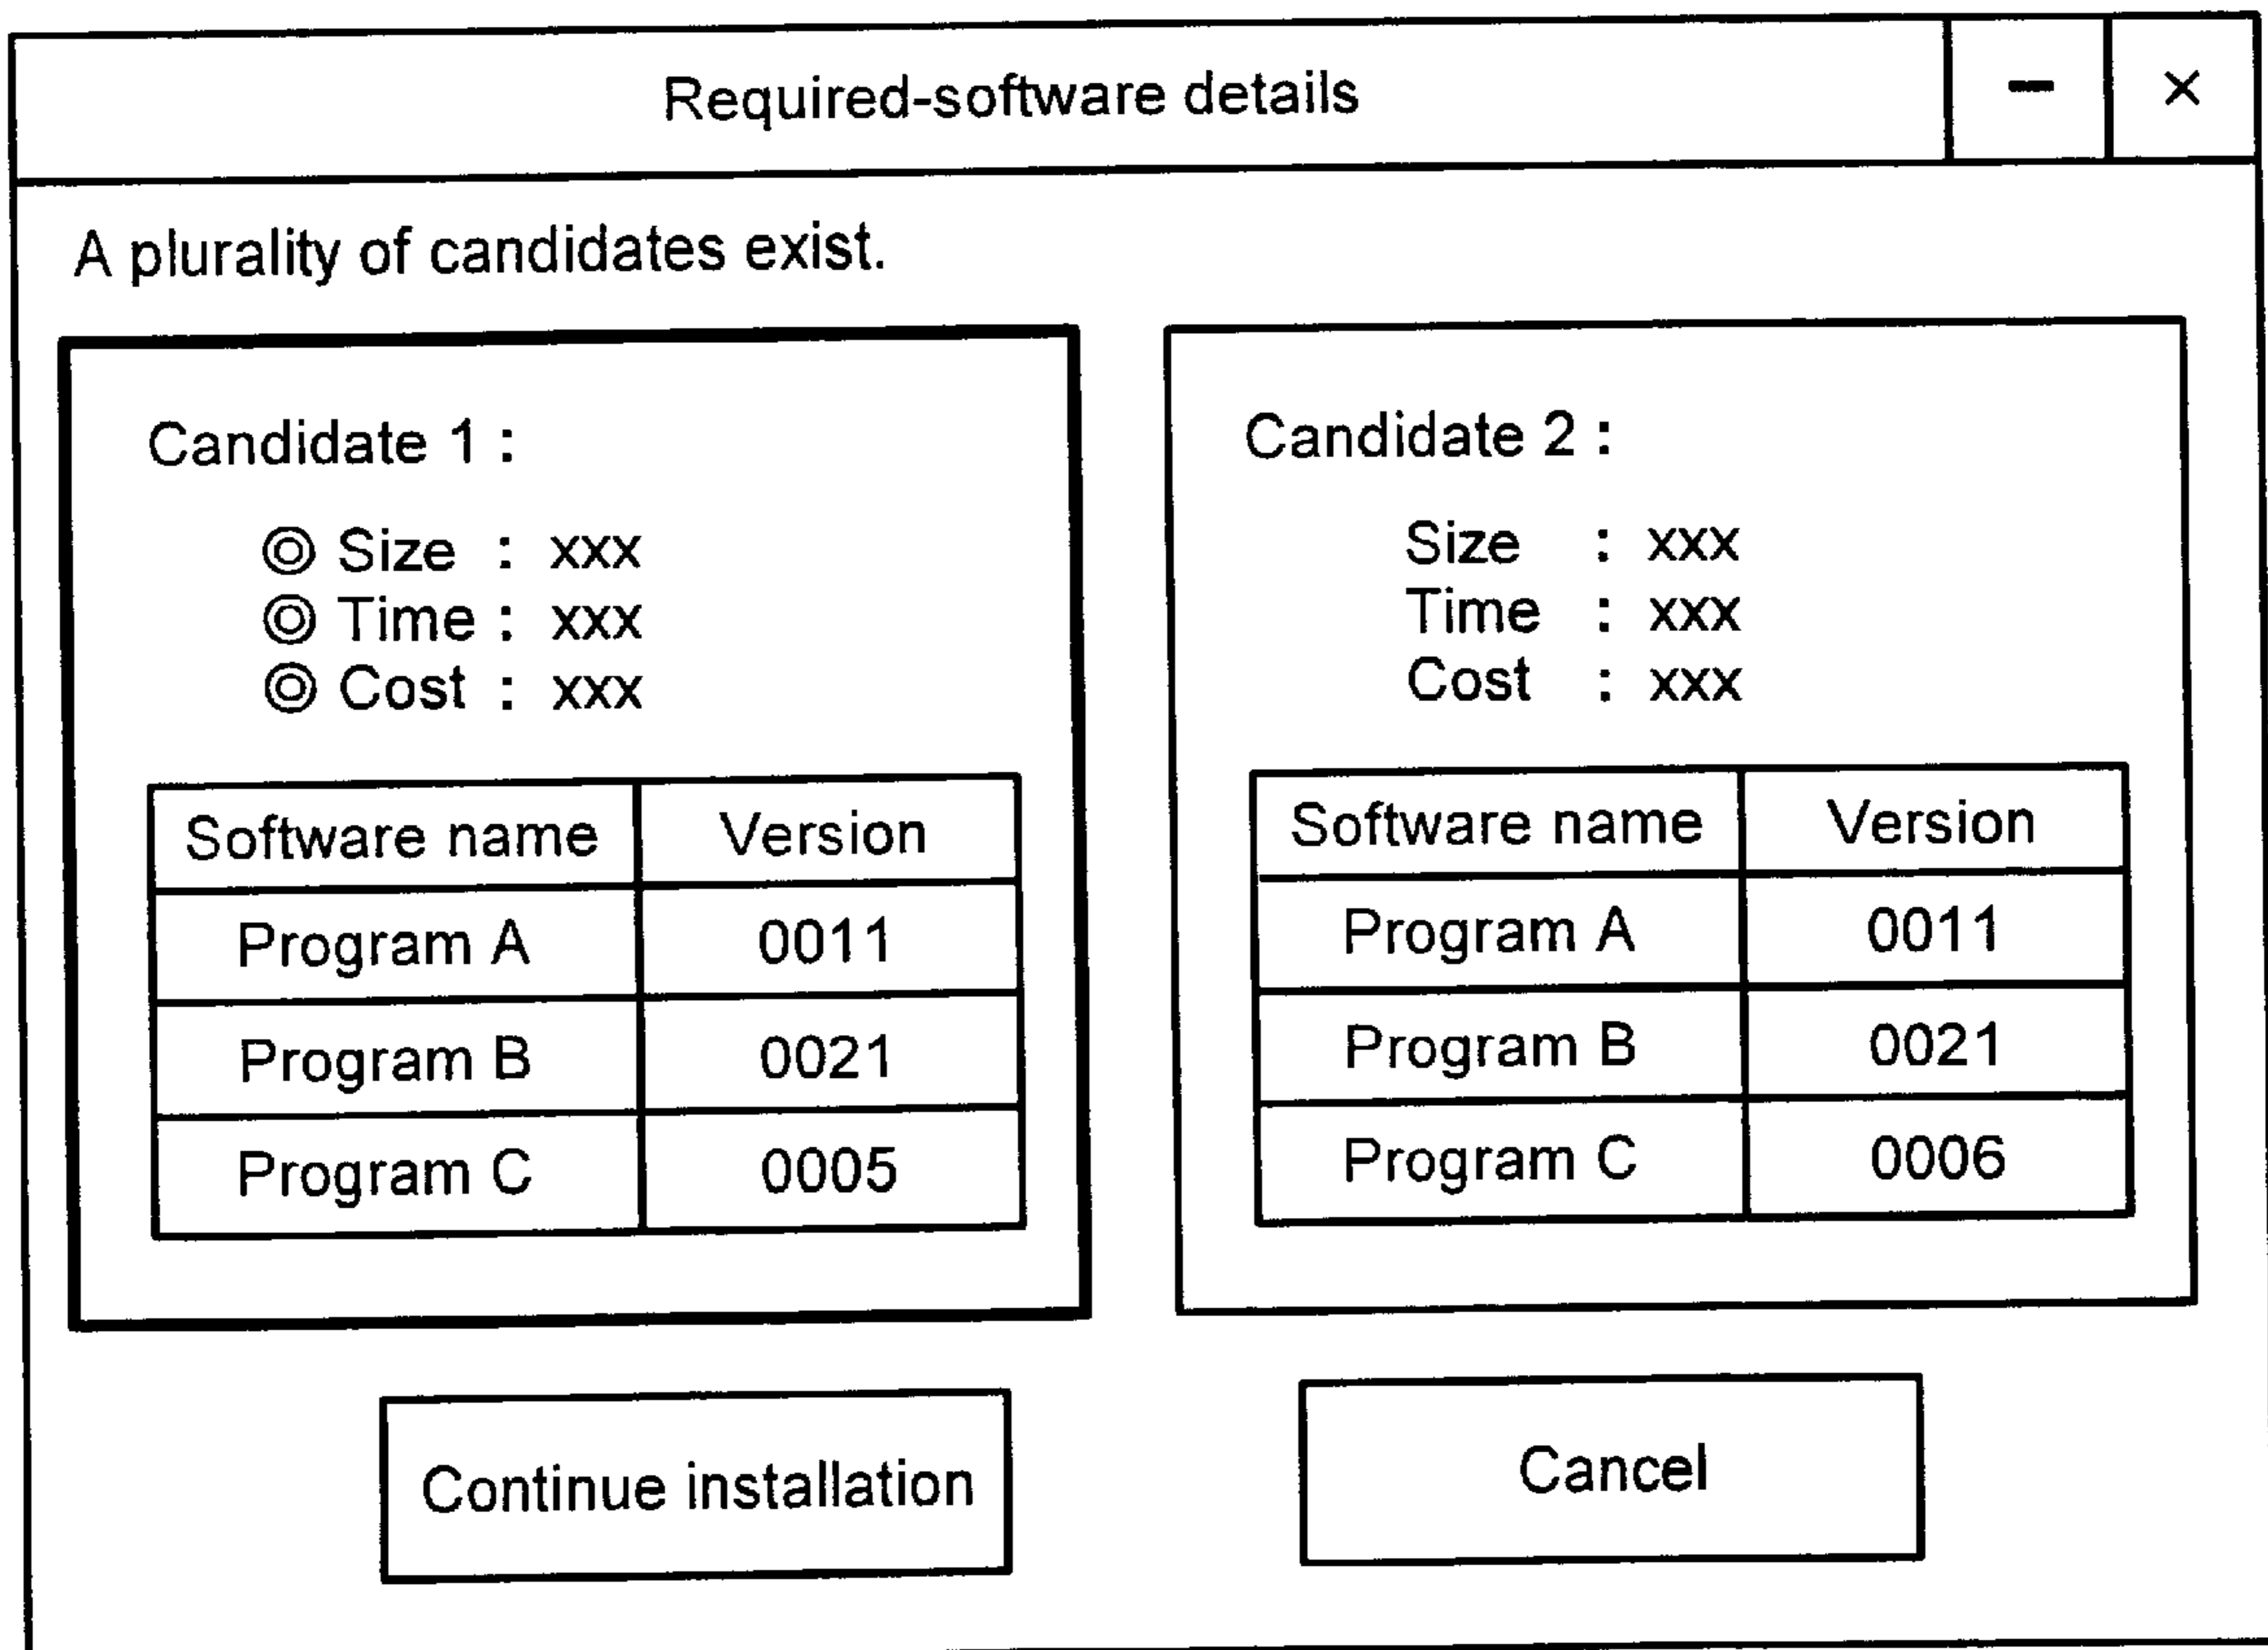 Required-software details - ×
A plurality of candidates exist.
Candidate 1 :
◎ Size : xxx
◎ Time : xxx
◎ Cost : xxx
Software name Version
Program A 0011
Program B 0021
Program C 0005
Candidate 2 :
Size : xxx
Time : xxx
Cost : xxx
Software name Version
Program A 0011
Program B 0021
Program C 0006
Continue installation
Cancel